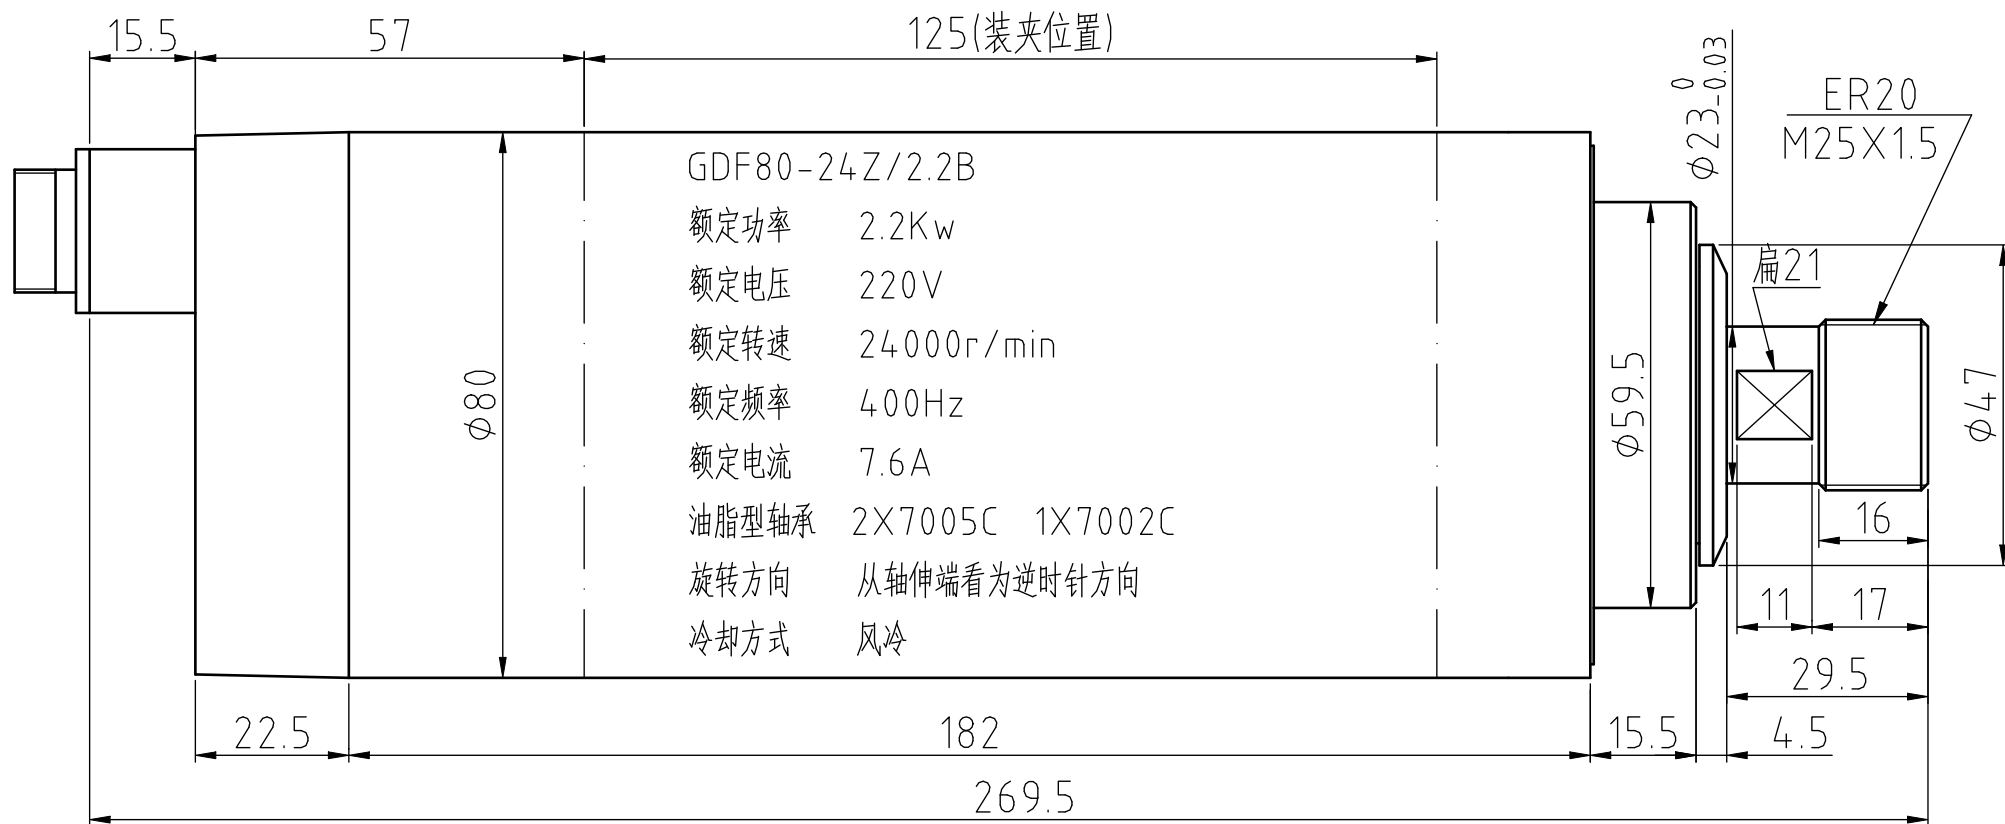 15.5
57
125(装夹位置)
ϕ23 0 -0.03
ER20
M25X1.5
GDF80-24Z/2.2B
额定功率 2.2Kw
额定电压 220V
额定转速 24000r/min
额定频率 400Hz
额定电流 7.6A
油脂型轴承 2X7005C 1X7002C
旋转方向 从轴伸端看为逆时针方向
冷却方式 风冷
ϕ80
ϕ59.5
扁21
ϕ47
16
11
17
29.5
22.5
182
15.5
4.5
269.5